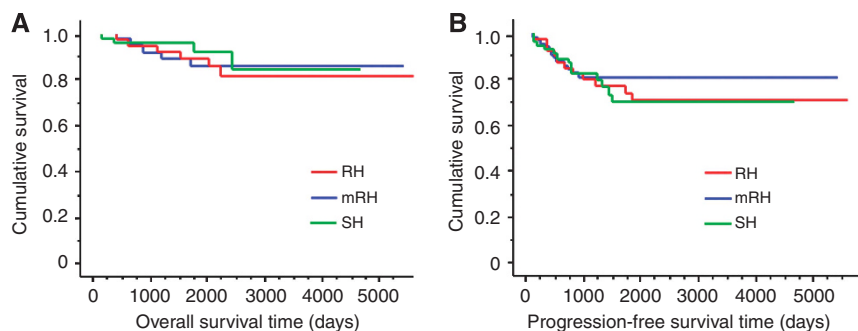 A
Cumulative survival
1.0
0.8
0.6
0.4
0.2
0
RH
mRH
SH
0 1000 2000 3000 4000 5000
Overall survival time (days)
B
Cumulative survival
1.0
0.8
0.6
0.4
0.2
0
RH
mRH
SH
0 1000 2000 3000 4000 5000
Progression-free survival time (days)